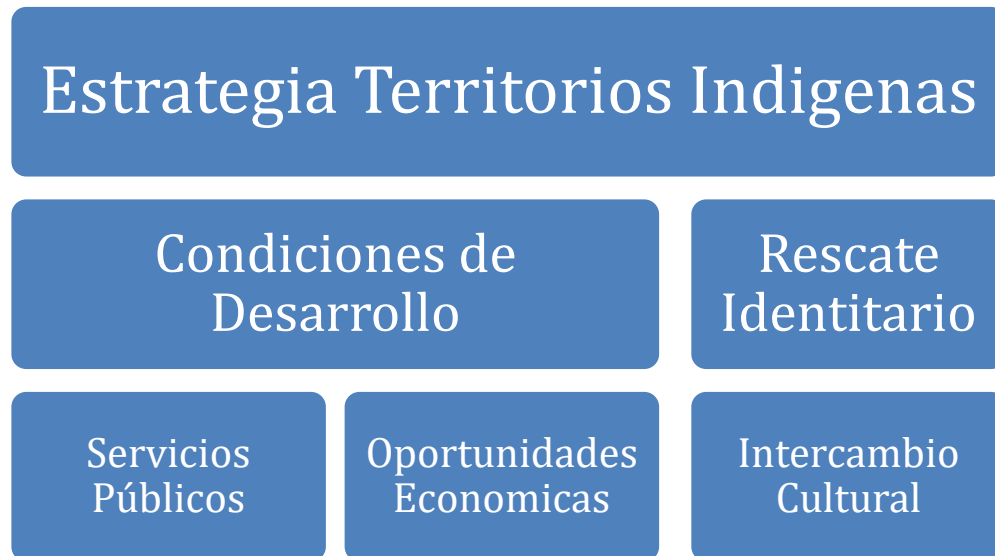 Estrategia Territorios Indigenas
Condiciones de
Desarrollo
Rescate
Identitario
Servicios
Públicos
Oportunidades
Economicas
Intercambio
Cultural